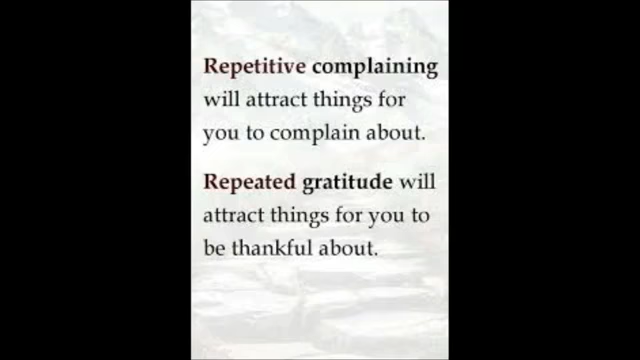 Repetitive complaining
will attract things for
you to complain about.
Repeated gratitude will
attract things for you to
be thankful about.